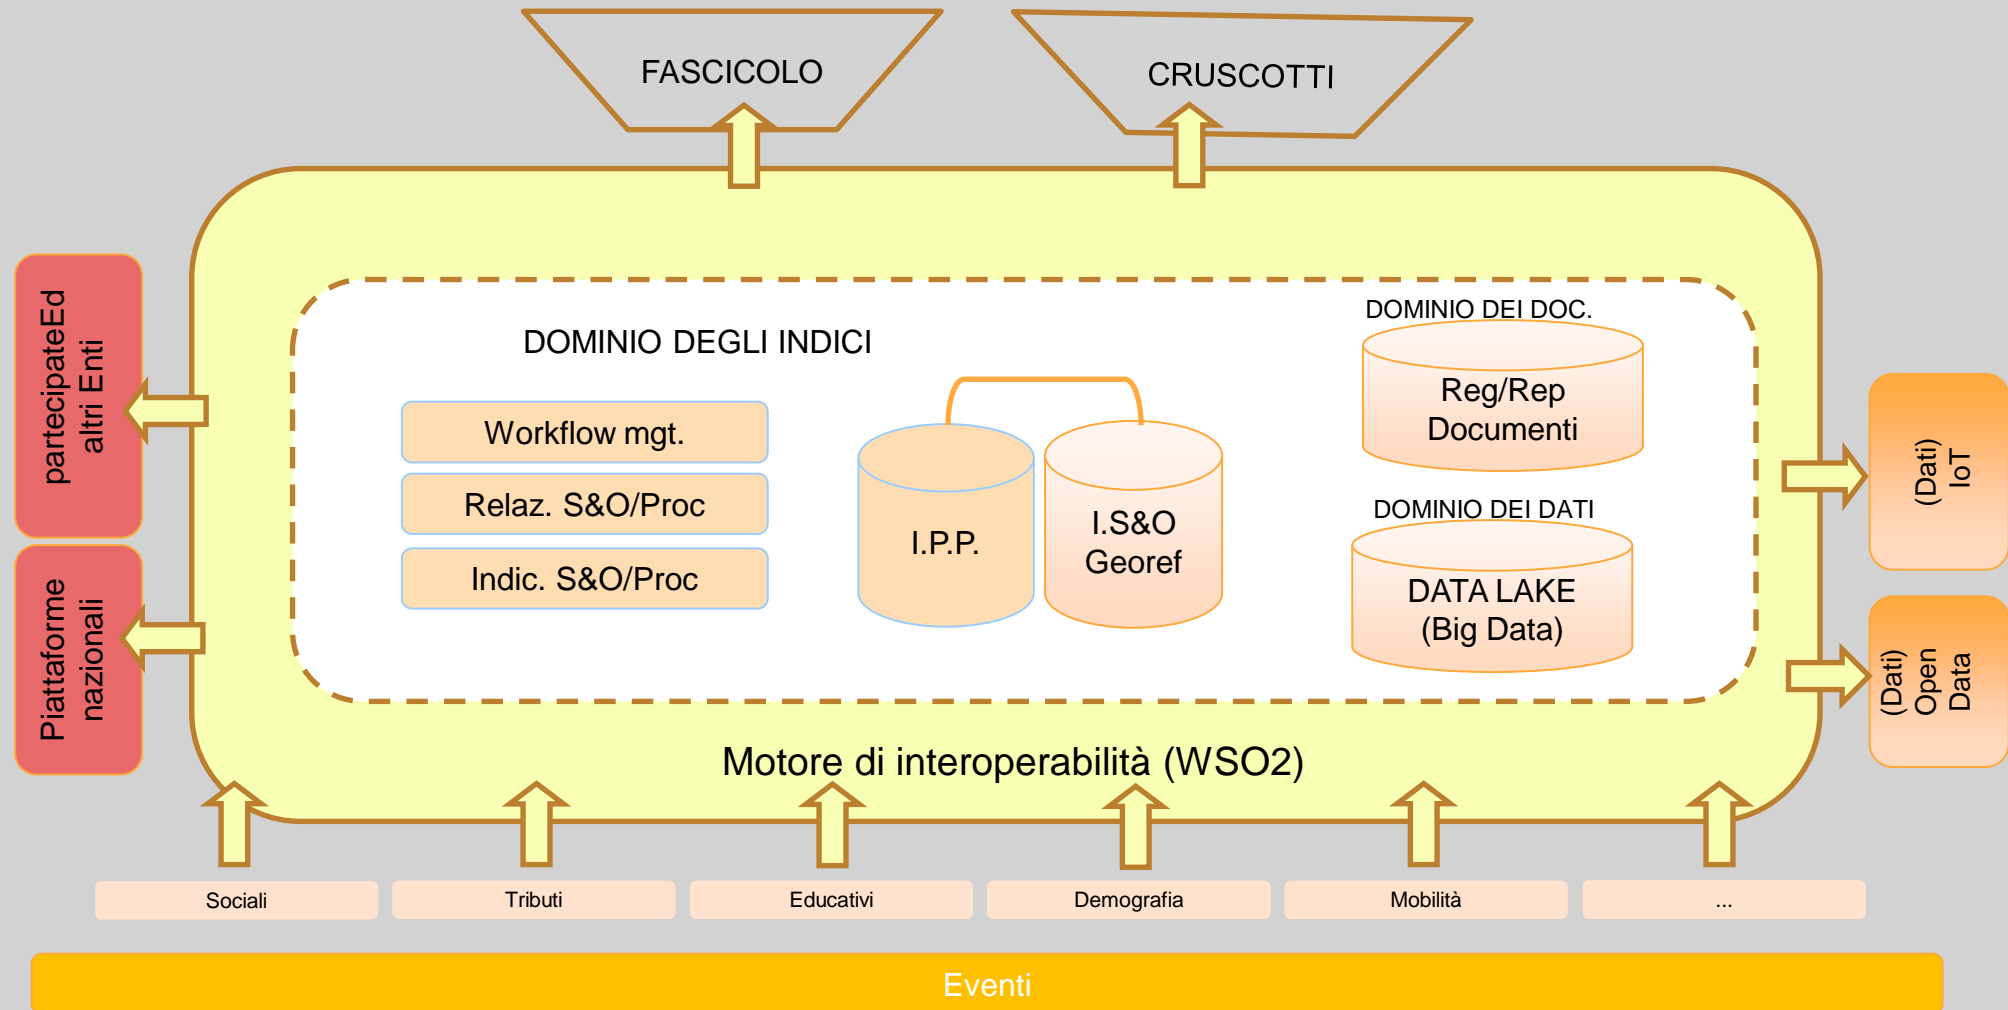 FASCICOLO
CRUSCOTTI
partecipateEd
altri Enti
Piattaforme
nazionali
DOMINIO DEGLI INDICI
Workflow mgt.
Relaz. S&O/Proc
Indic. S&O/Proc
I.P.P.
I.S&O
Georef
DOMINIO DEI DOC.
Reg/Rep
Documenti
DOMINIO DEI DATI
DATA LAKE
(Big Data)
(Dati)
IoT
(Dati)
Open
Data
Motore di interoperabilità (WSO2)
Sociali
Tributi
Educativi
Demografia
Mobilità
...
Eventi